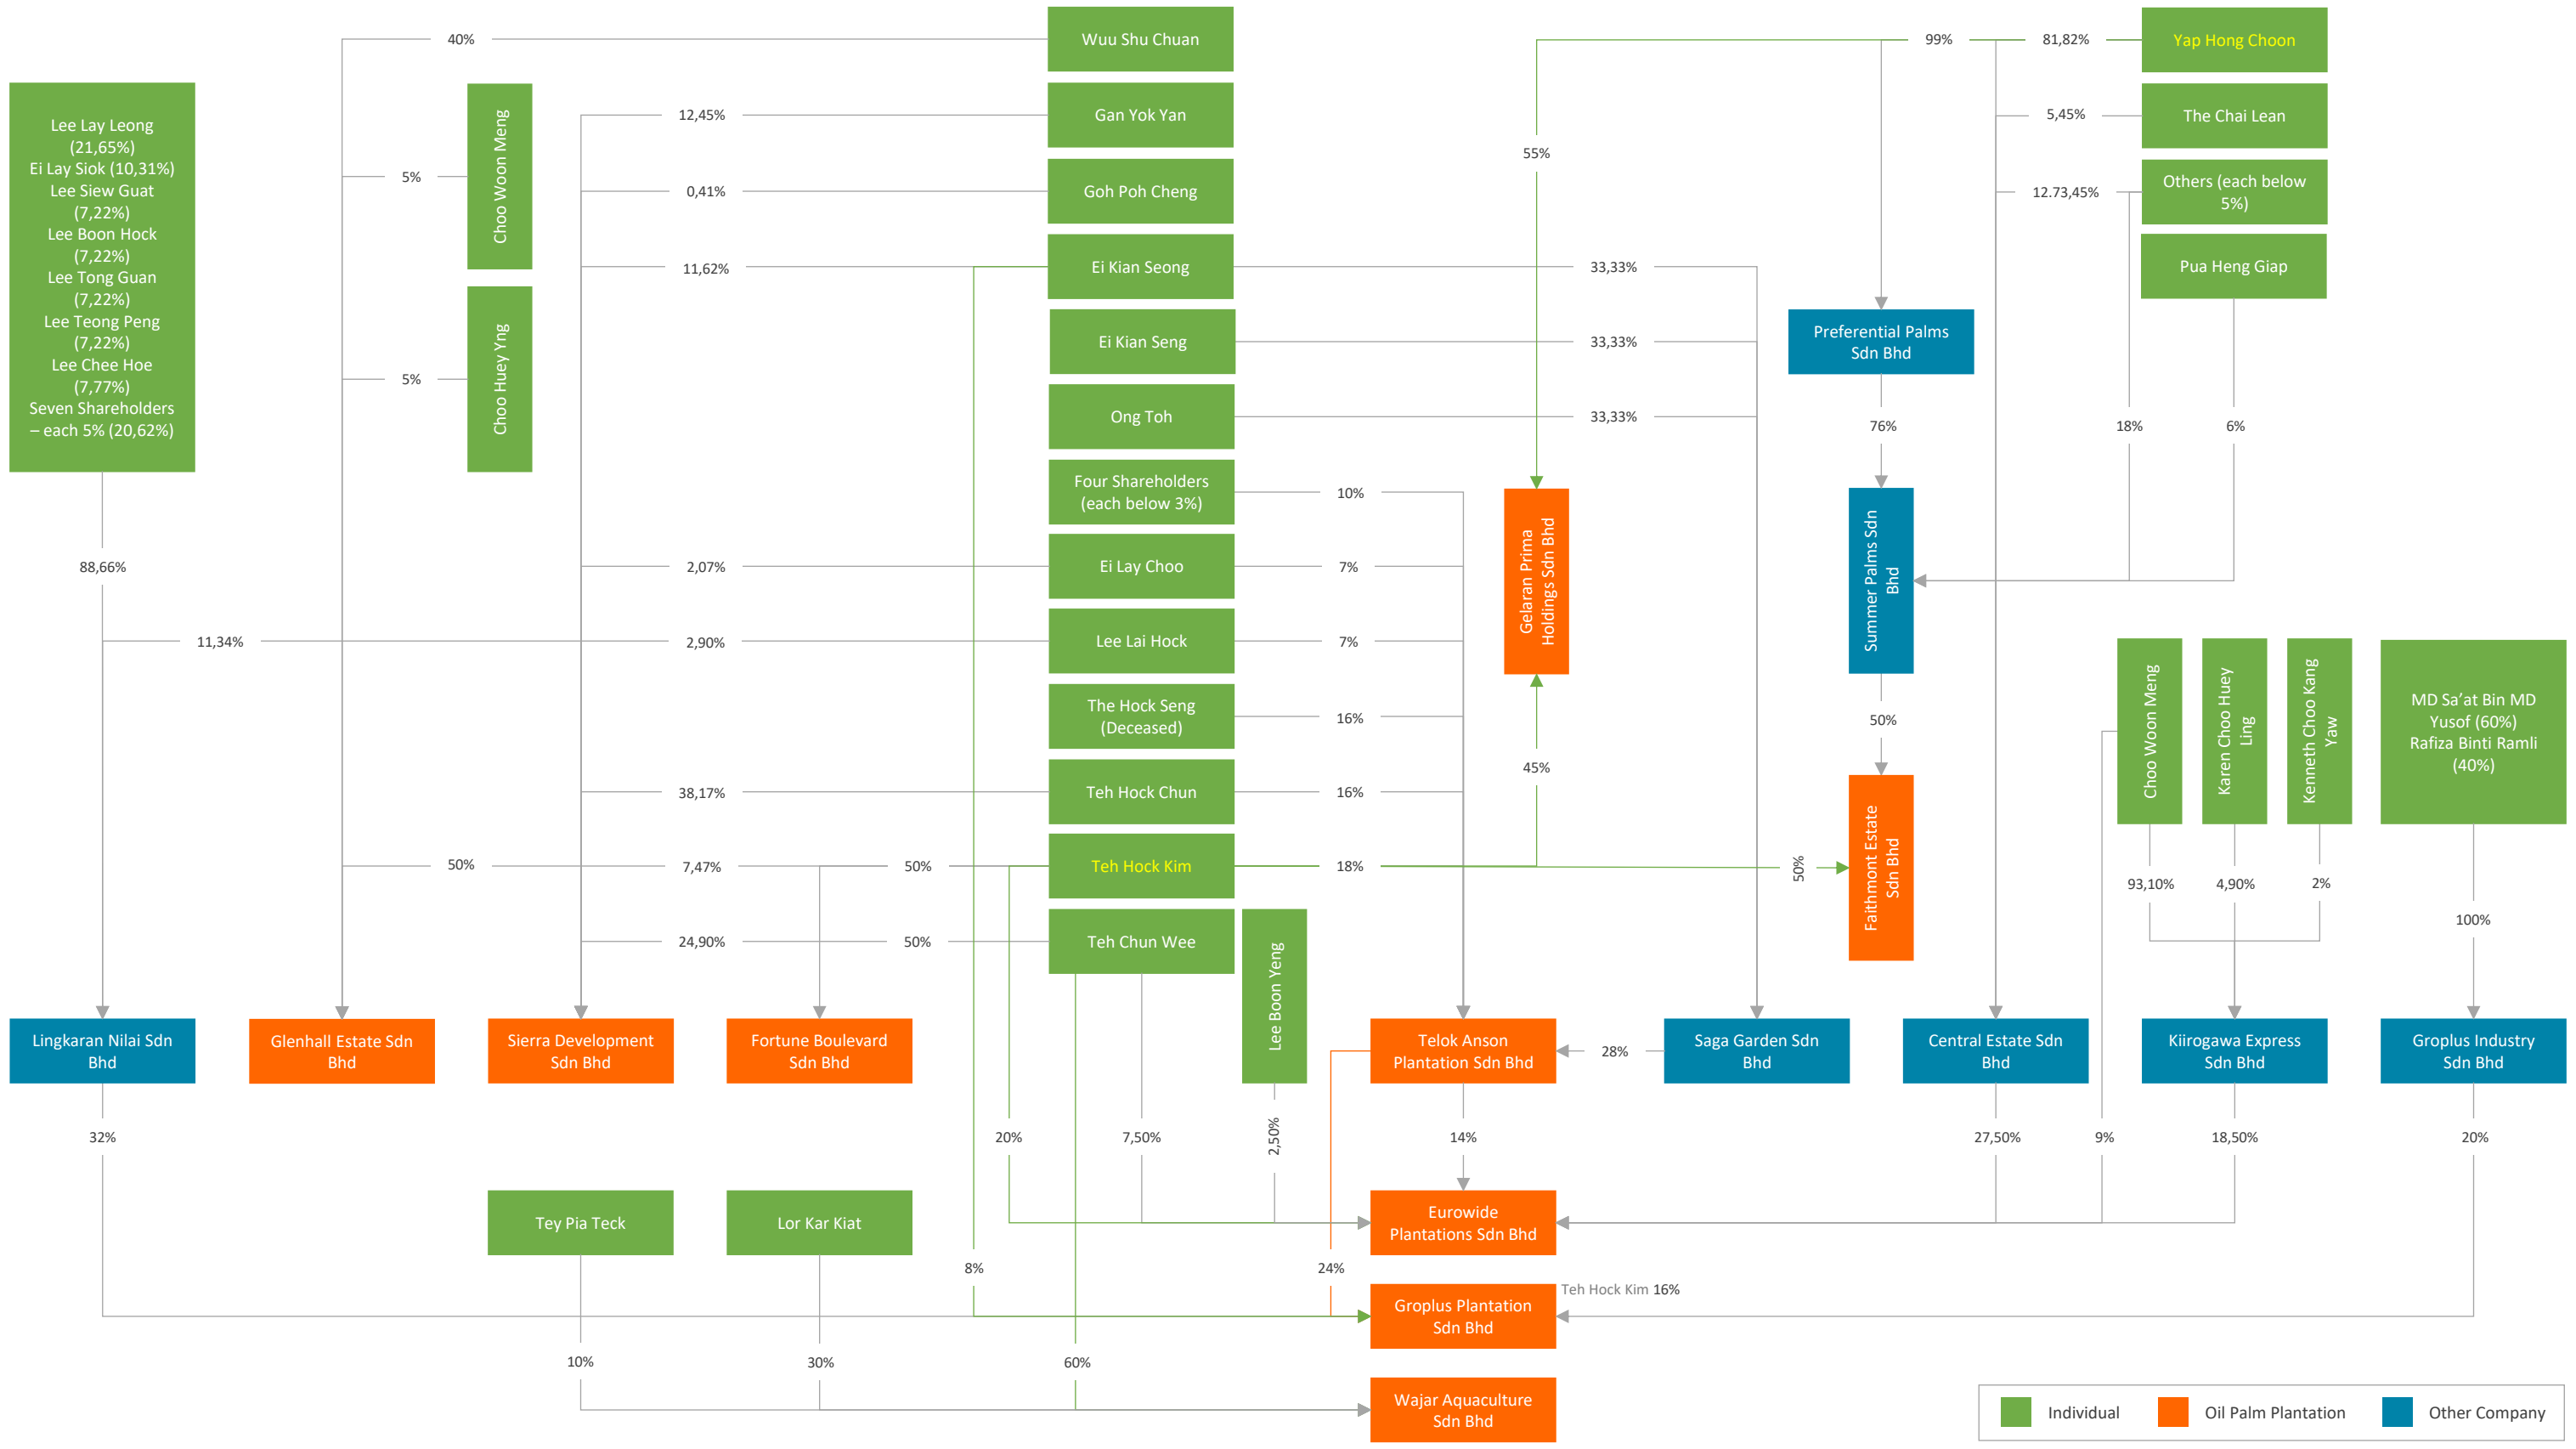 Wuu Shu Chuan
40%
Yap Hong Choon
99%
81,82%
Lee Lay Leong
(21,65%)
Ei Lay Siok (10,31%)
Lee Siew Guat
(7,22%)
Lee Boon Hock
(7,22%)
Lee Tong Guan
(7,22%)
Lee Teong Peng
(7,22%)
Lee Chee Hoe
(7,77%)
Seven Shareholders
– each 5% (20,62%)
Choo Woon Meng
5%
Choo Huey Yng
5%
12,45%
Gan Yok Yan
0,41%
Goh Poh Cheng
11,62%
Ei Kian Seong
33,33%
Ei Kian Seng
33,33%
Ong Toh
33,33%
Four Shareholders
(each below 3%)
10%
2,07%
Ei Lay Choo
7%
11,34%
2,90%
Lee Lai Hock
7%
The Hock Seng
(Deceased)
16%
38,17%
Teh Hock Chun
16%
50%
7,47%
50%
Teh Hock Kim
18%
24,90%
50%
Teh Chun Wee
Lee Boon Yeng
55%
Gelaran Prima
Holdings Sdn Bhd
45%
50%
5,45%
The Chai Lean
12.73,45%
Others (each below
5%)
Pua Heng Giap
Preferential Palms
Sdn Bhd
76%
18%
6%
Summer Palms Sdn
Bhd
50%
Faithmont Estate
Sdn Bhd
Choo Woon Meng
Karen Choo Huey
Ling
Kenneth Choo Kang
Yaw
MD Sa’at Bin MD
Yusof (60%)
Rafiza Binti Ramli
(40%)
93,10%
4,90%
2%
100%
88,66%
Lingkaran Nilai Sdn
Bhd
Glenhall Estate Sdn
Bhd
Sierra Development
Sdn Bhd
Fortune Boulevard
Sdn Bhd
Telok Anson
Plantation Sdn Bhd
28%
Saga Garden Sdn
Bhd
Central Estate Sdn
Bhd
Kiirogawa Express
Sdn Bhd
Groplus Industry
Sdn Bhd
32%
20%
7,50%
2,50%
14%
27,50%
9%
18,50%
20%
Tey Pia Teck
Lor Kar Kiat
Eurowide
Plantations Sdn Bhd
8%
24%
Teh Hock Kim 16%
Groplus Plantation
Sdn Bhd
10%
30%
60%
Wajar Aquaculture
Sdn Bhd
Individual
Oil Palm Plantation
Other Company